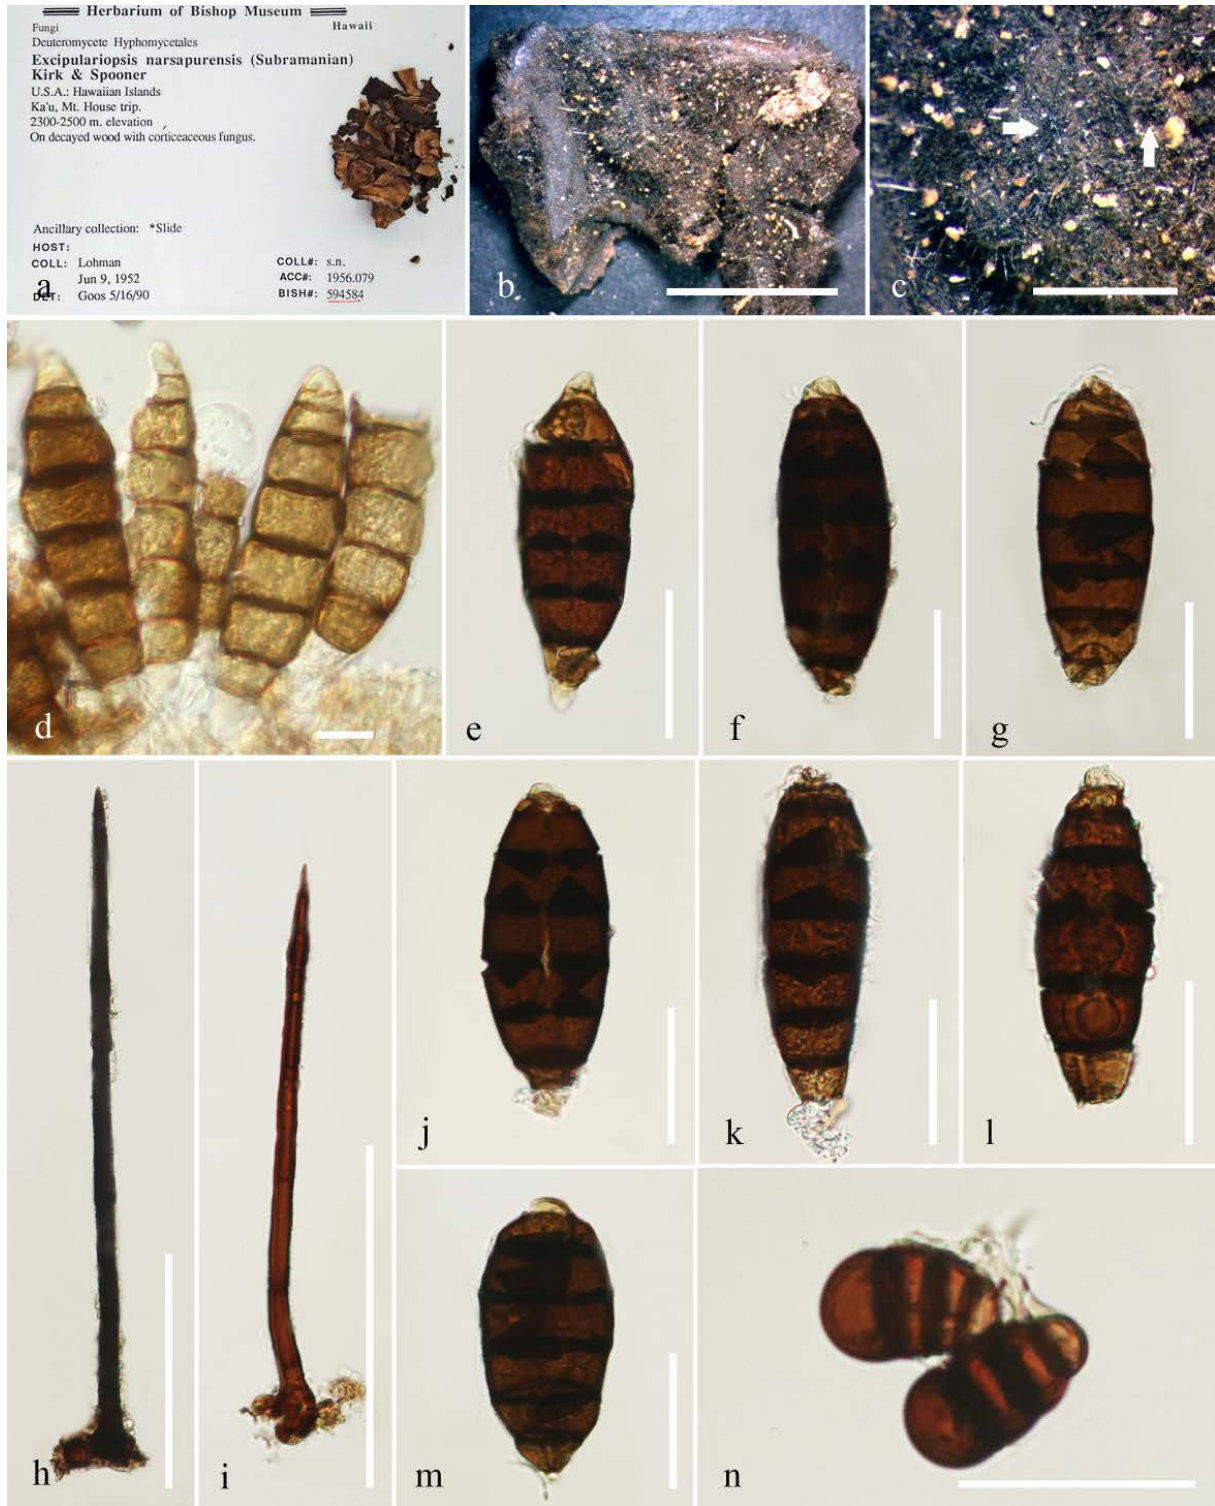 Herbarium of Bishop Museum
Fungi Hawaii
Deuteromycete Hyphomycetales
Excipulariopsis narsapurensis (Subramanian)
Kirk & Spooner
U.S.A.: Hawaiian Islands
Ka'u, Mt. House trip.
2300-2500 m. elevation
On decayed wood with corticeaceous fungus.
Ancillary collection: *Slide
HOST:
COLL: Lohman COLL#: s.n.
Jun 9, 1952 ACC#: 1956.079
DET: Goos 5/16/90 BISH#: 594584
a
b
c
d
e
f
g
h
i
j
k
l
m
n